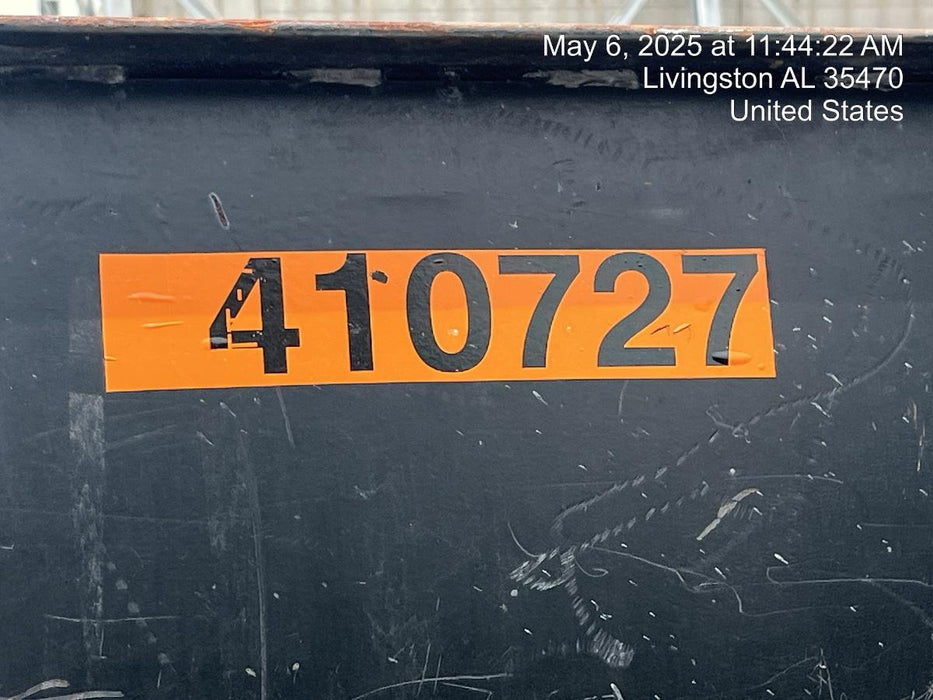 May 6, 2025 at 11:44:22 AM
Livingston AL 35470
United States
410727